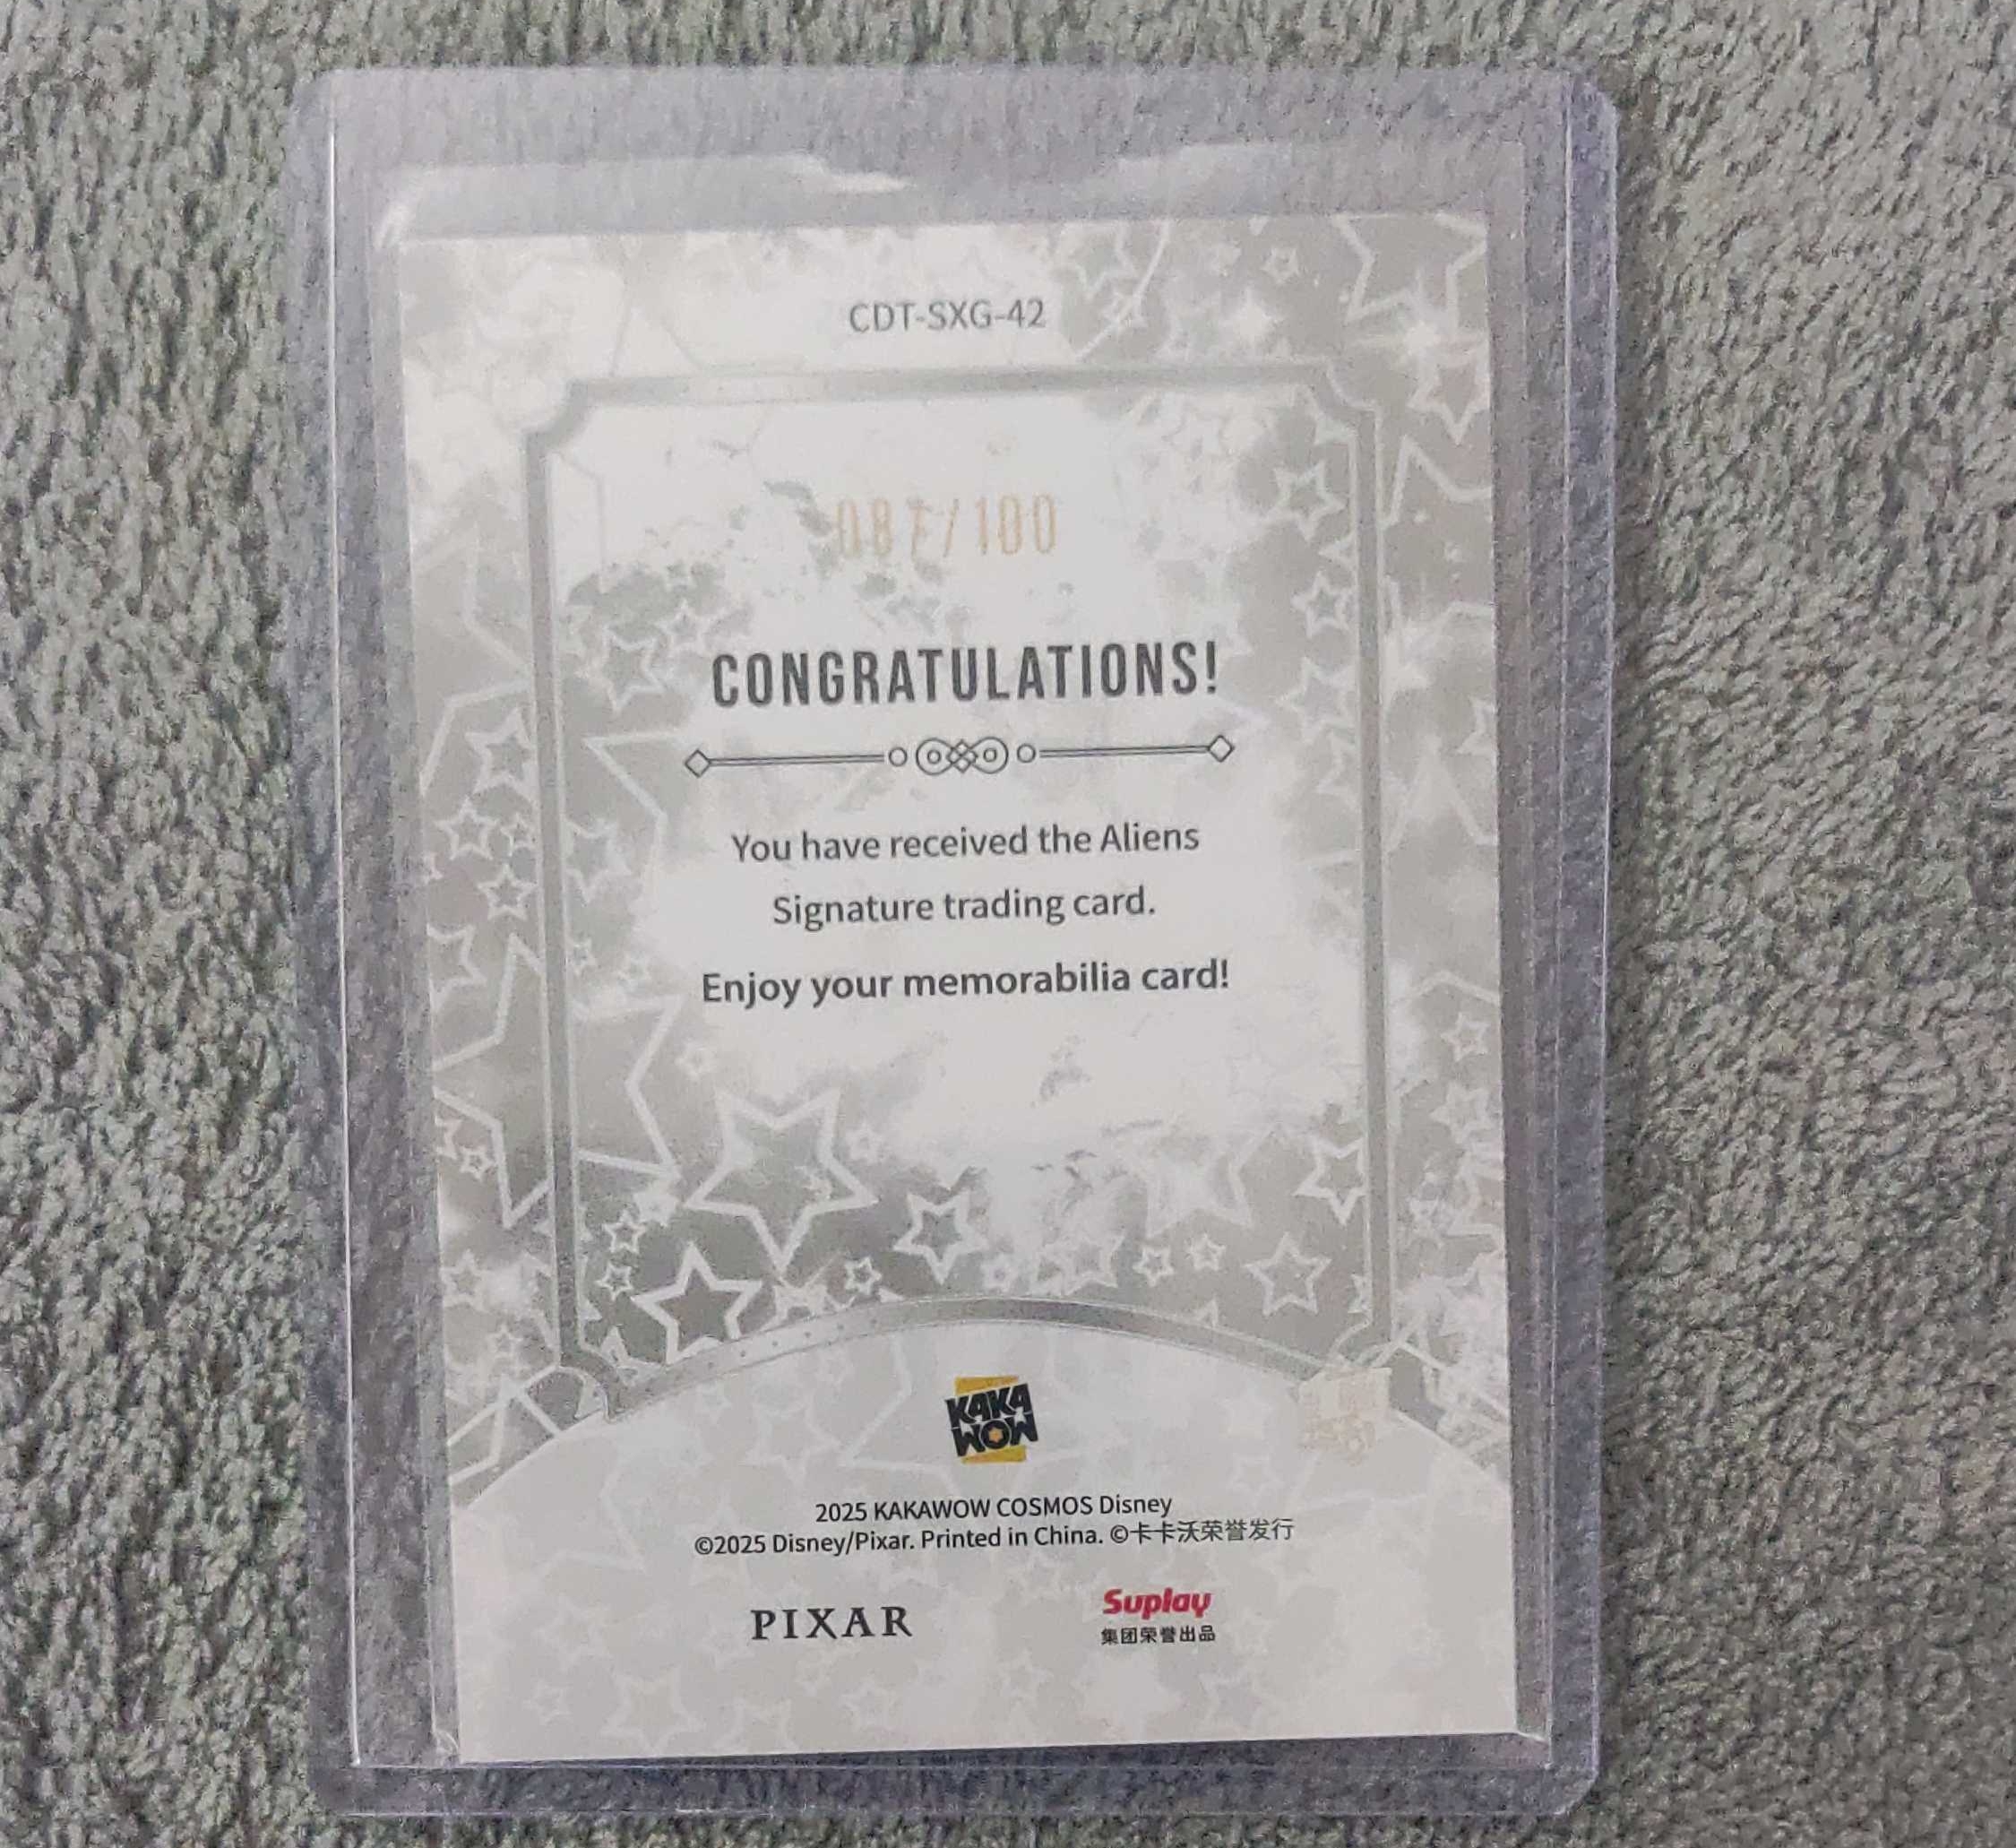 CDT-SXG-42
/100
CONGRATULATIONS!
You have received the Aliens
Signature trading card.
Enjoy your memorabilia card!
KAKA
WOW
2025 KAKAWOW COSMOS Disney
©2025 Disney/Pixar. Printed in China. ©卡卡沃荣誉发行
PIXAR
Suplay
集团荣誉出品